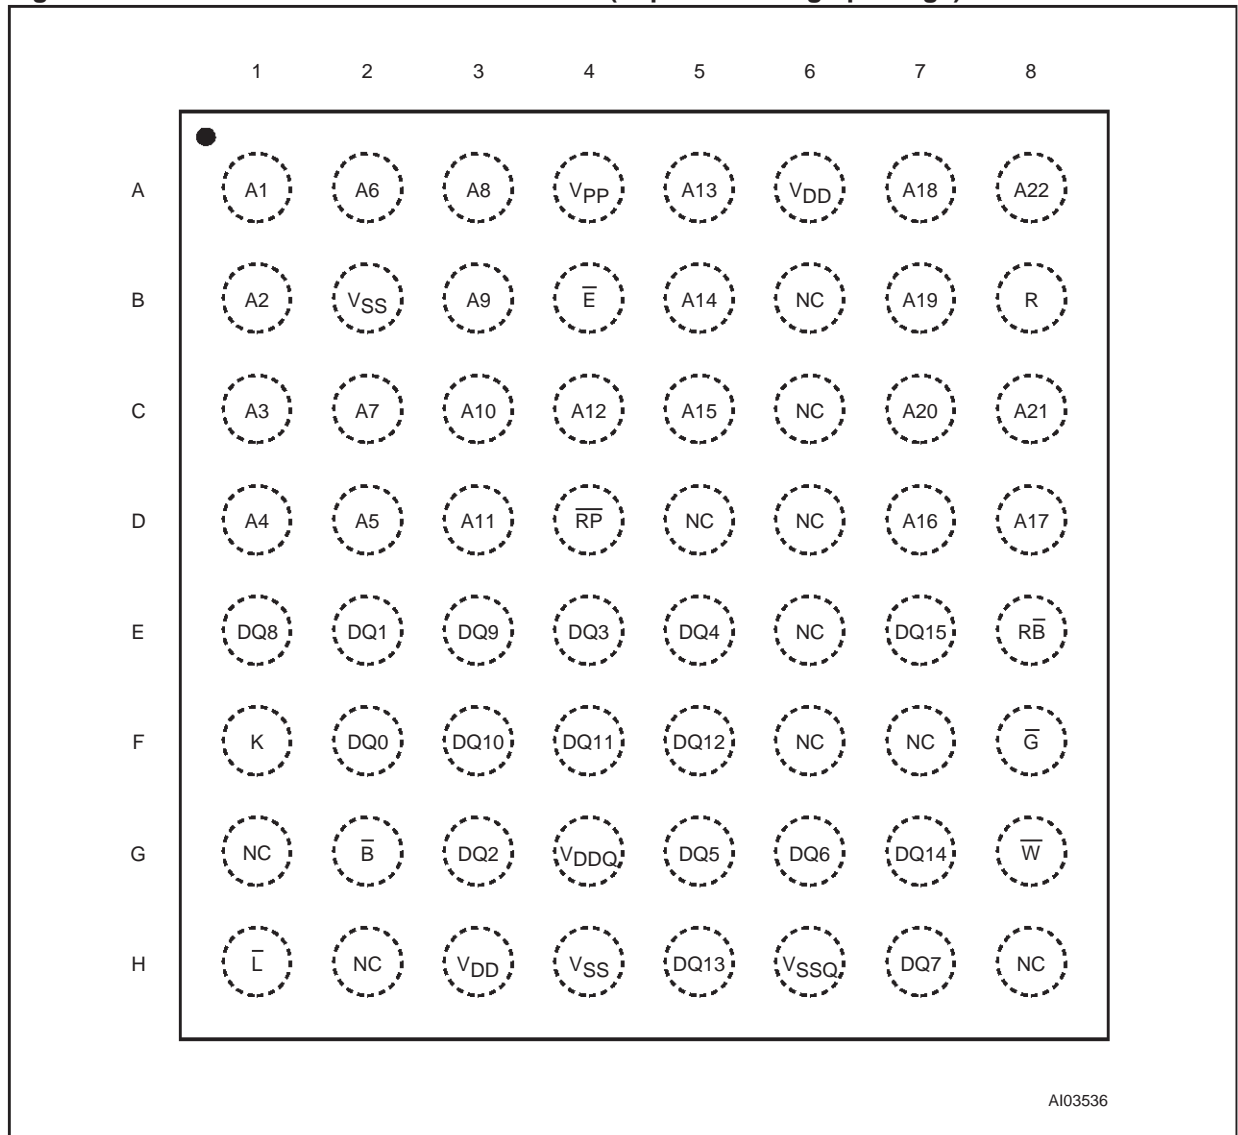 1 2 3 4 5 6 7 8
A A1 A6 A8 VPP A13 VDD A18 A22
B A2 VSS A9 E̅ A14 NC A19 R
C A3 A7 A10 A12 A15 NC A20 A21
D A4 A5 A11 R̅P̅ NC NC A16 A17
E DQ8 DQ1 DQ9 DQ3 DQ4 NC DQ15 RB̅
F K DQ0 DQ10 DQ11 DQ12 NC NC G̅
G NC B̅ DQ2 VDDQ DQ5 DQ6 DQ14 W̅
H L̅ NC VDD VSS DQ13 VSSQ DQ7 NC
AI03536